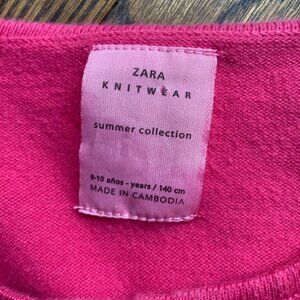 ZARA
KNITWEAR
summer collection
9-10 años - years / 140 cm
MADE IN CAMBODIA